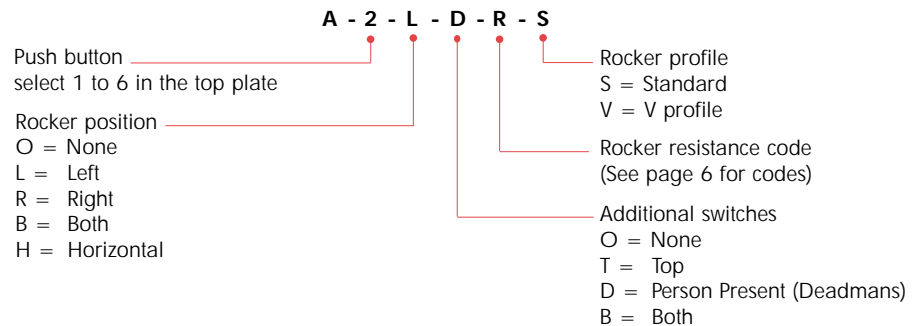 A - 2 - L - D - R - S
Push button
select 1 to 6 in the top plate
Rocker position
O = None
L = Left
R = Right
B = Both
H = Horizontal
Rocker profile
S = Standard
V = V profile
Rocker resistance code
(See page 6 for codes)
Additional switches
O = None
T = Top
D = Person Present (Deadmans)
B = Both